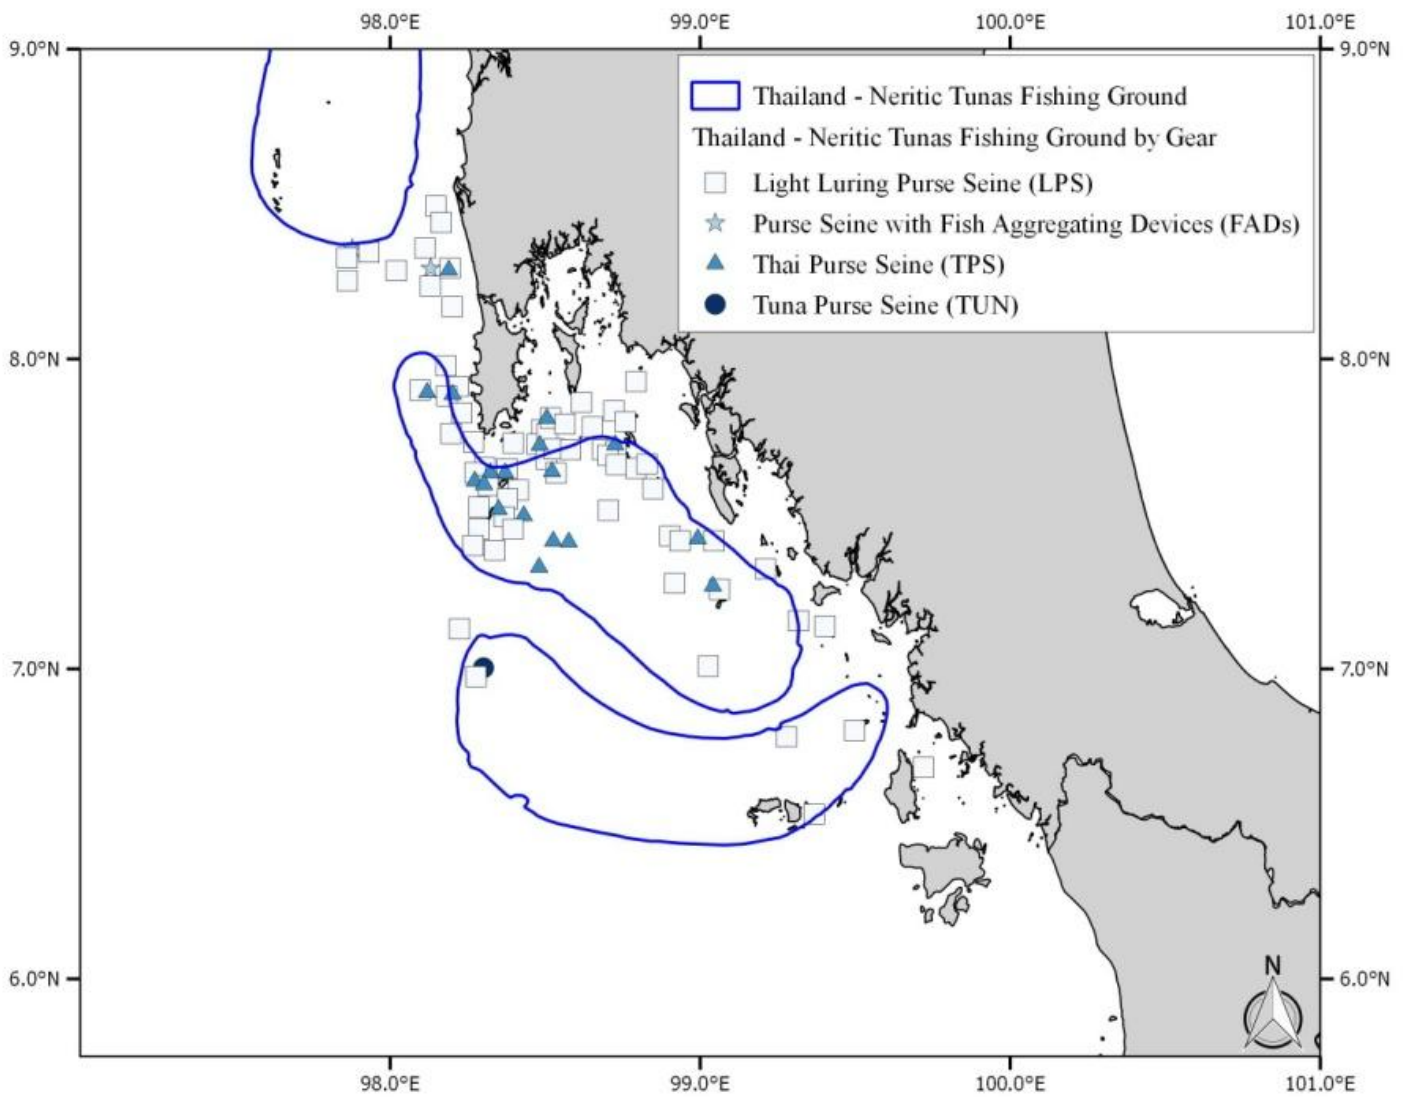 98.0°E 99.0°E 100.0°E 101.0°E
9.0°N 9.0°N
Thailand - Neritic Tunas Fishing Ground
Thailand - Neritic Tunas Fishing Ground by Gear
Light Luring Purse Seine (LPS)
Purse Seine with Fish Aggregating Devices (FADs)
Thai Purse Seine (TPS)
Tuna Purse Seine (TUN)
8.0°N 8.0°N
7.0°N 7.0°N
6.0°N 6.0°N
N
98.0°E 99.0°E 100.0°E 101.0°E